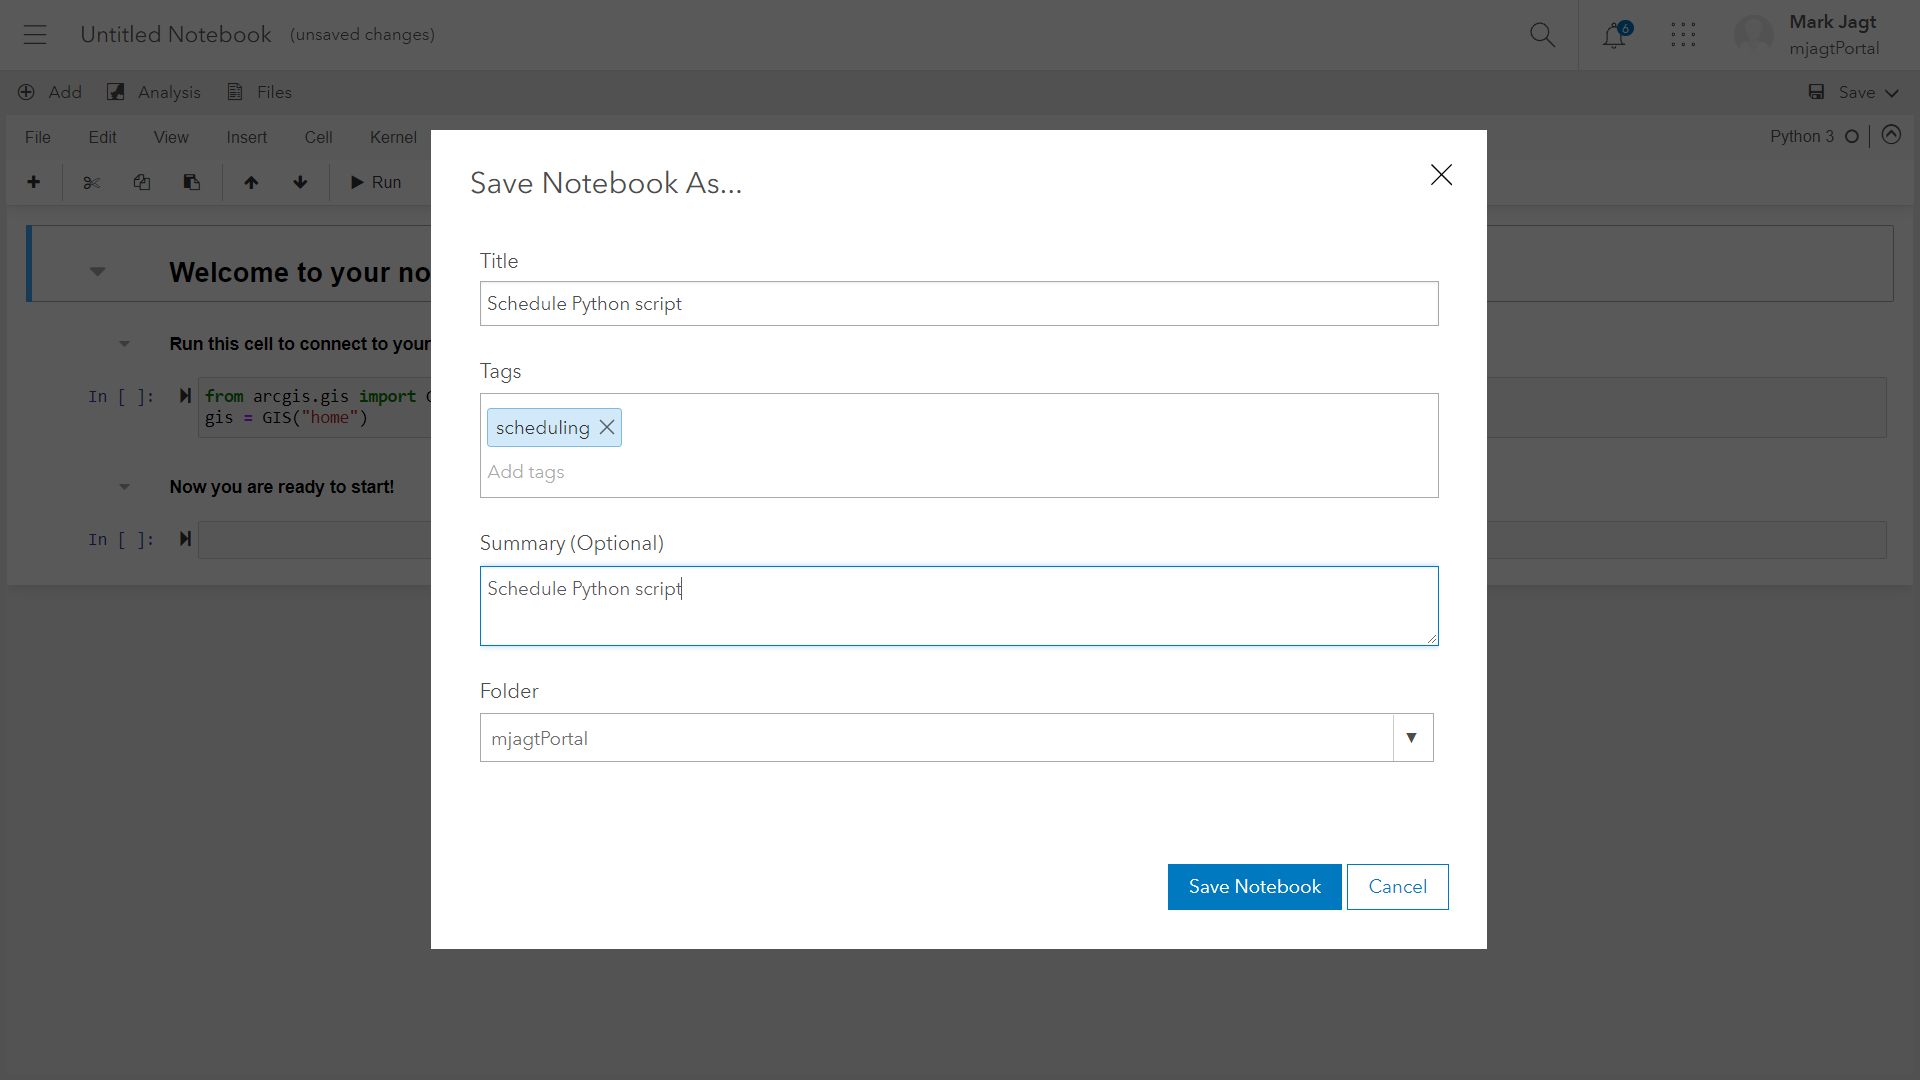 Untitled Notebook (unsaved changes)
6
Mark Jagt
mjagtPortal
Add Analysis Files
Save
File Edit View Insert Cell Kernel
Python 3
Run
Save Notebook As...
Welcome to your no
Run this cell to connect to your
In [ ]:
from arcgis.gis import
gis = GIS("home")
Now you are ready to start!
In [ ]:
Title
Schedule Python script
Tags
scheduling
Add tags
Summary (Optional)
Schedule Python script
Folder
mjagtPortal
Save Notebook Cancel